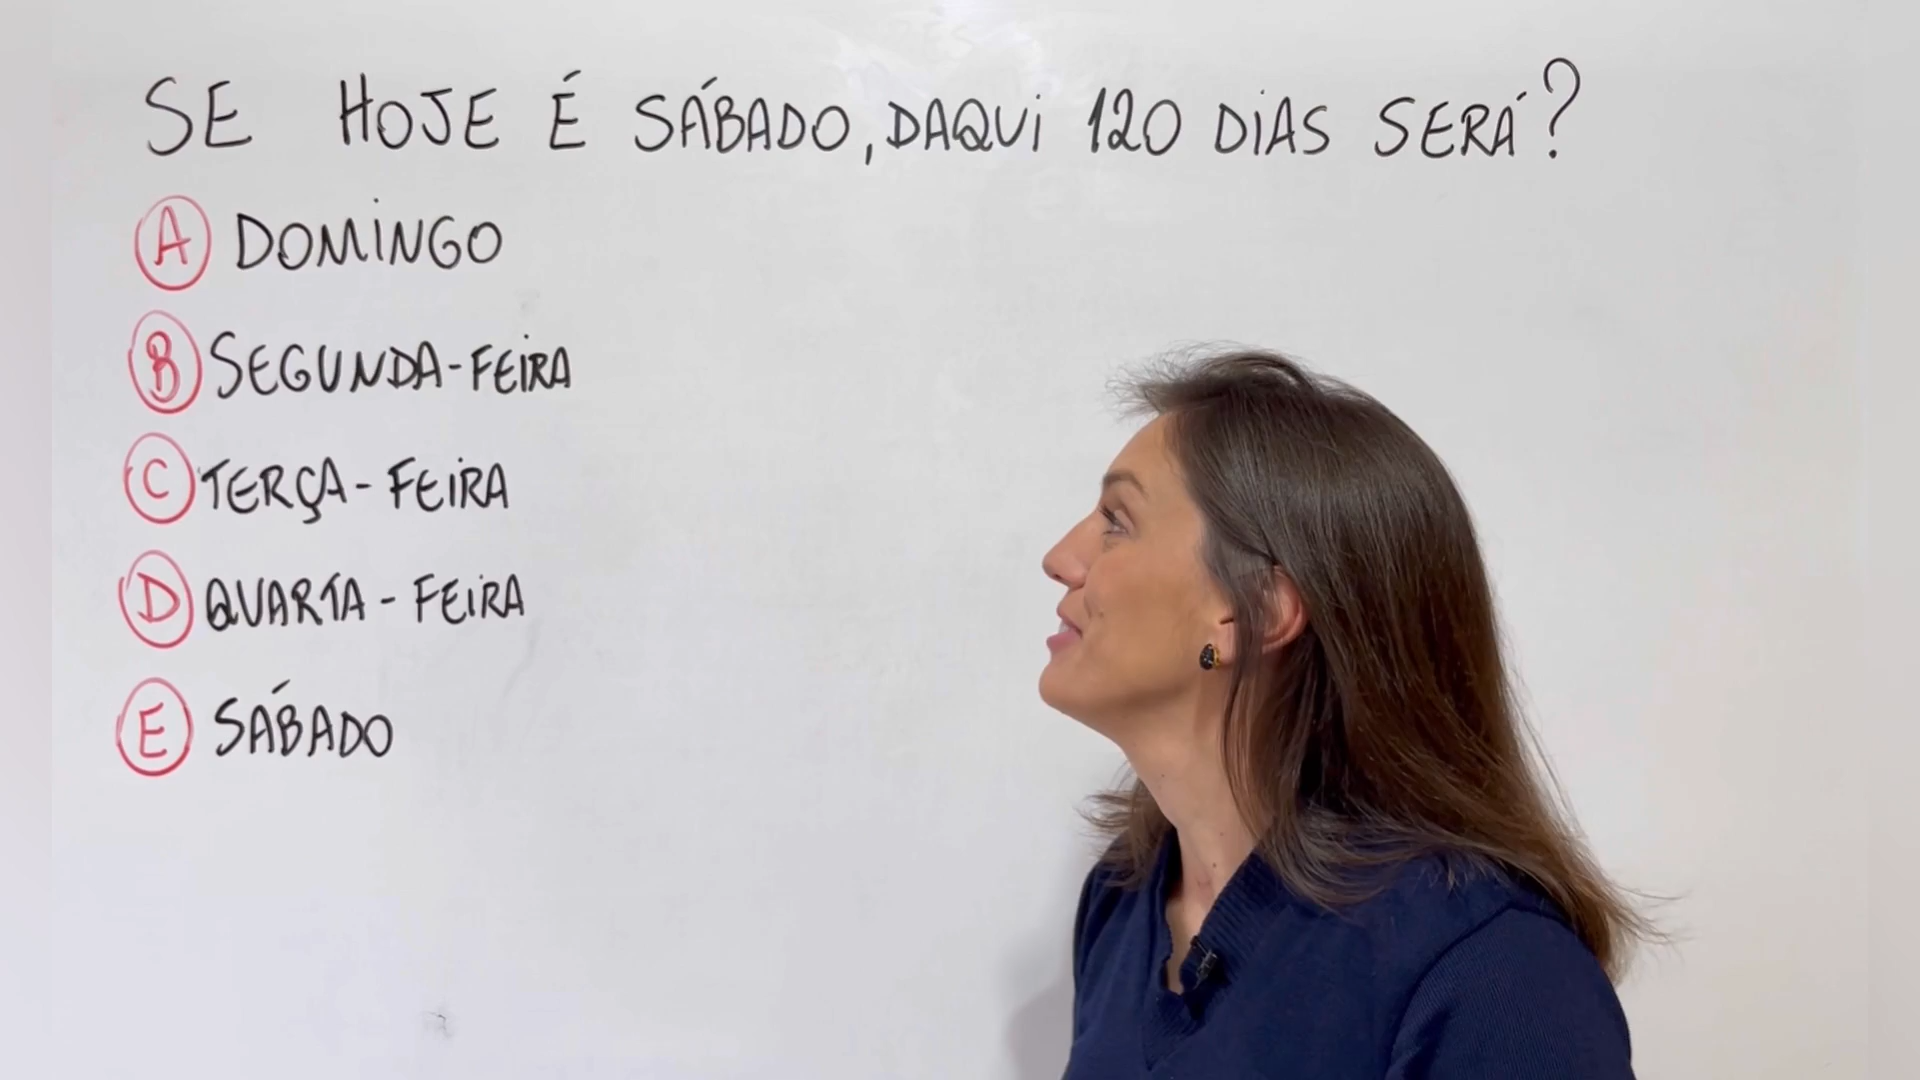 SE HOJE É SÁBADO, DAQUI 120 DIAS SERÁ?
A DOMINGO
B SEGUNDA-FEIRA
C TERÇA-FEIRA
D QUARTA-FEIRA
E SÁBADO